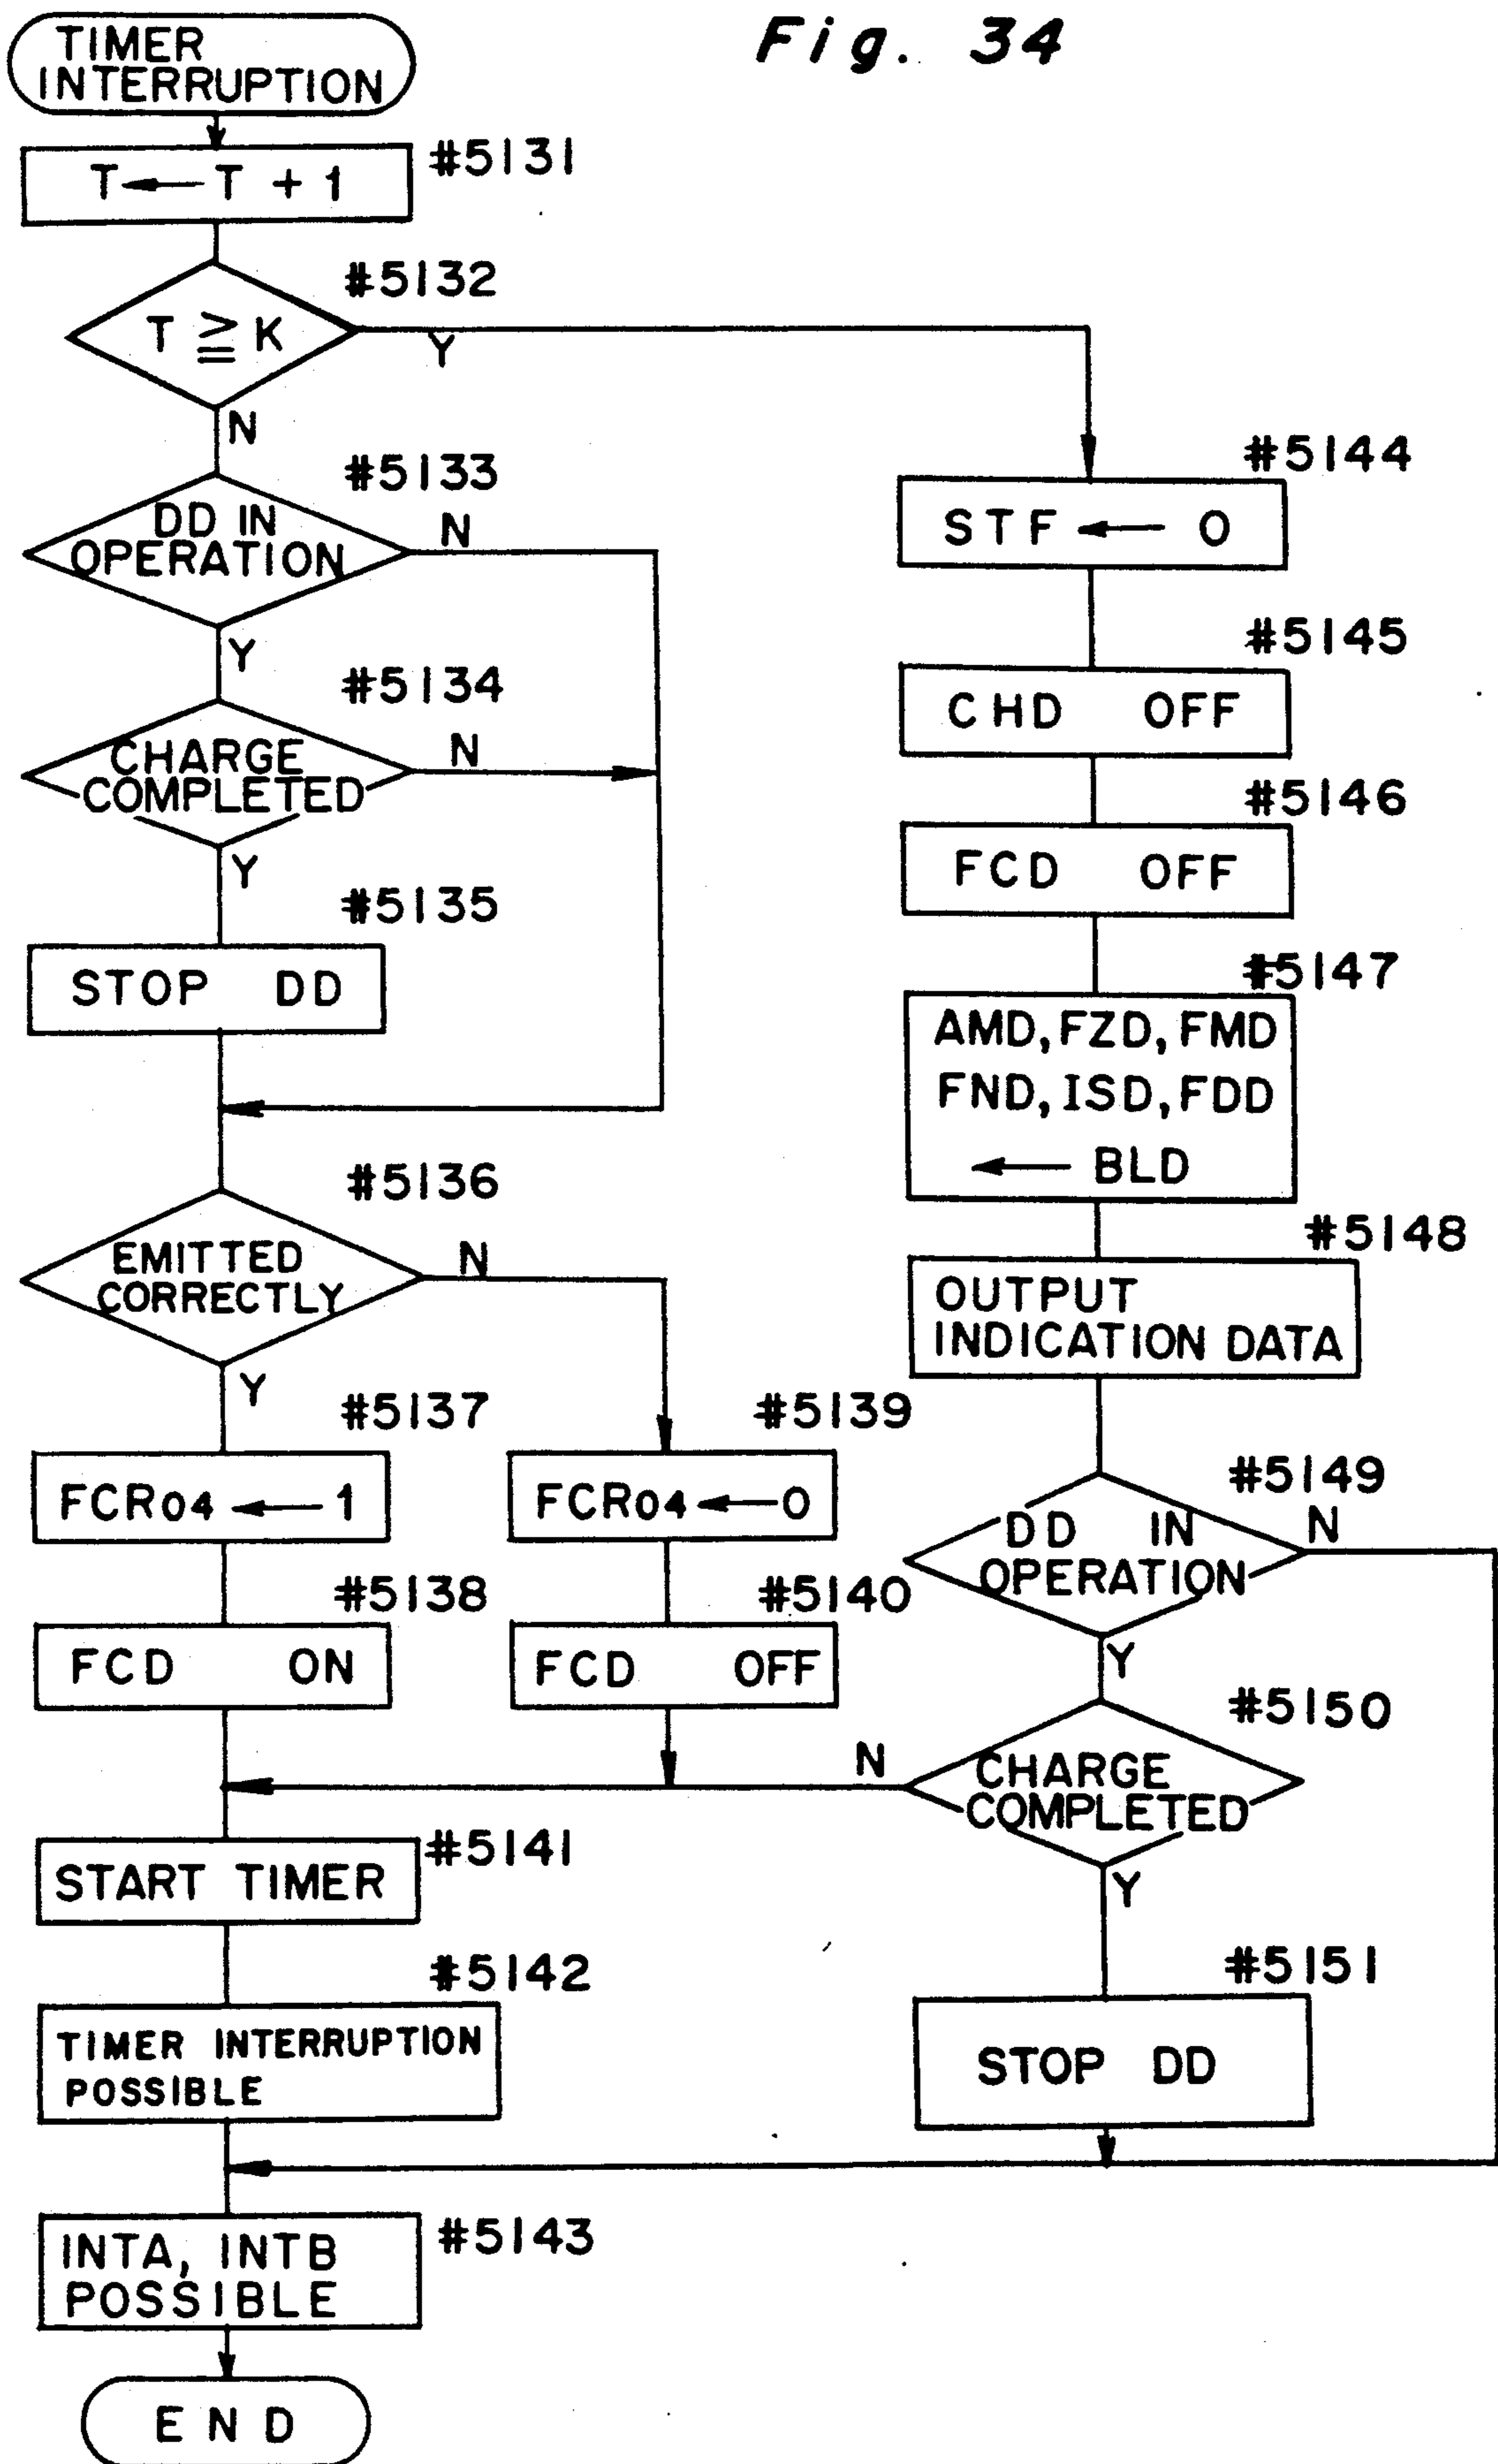 Fig. 34
TIMER
INTERRUPTION
#5131
T ← T + 1
#5132
T ≧ K
Y
N
#5133
DD IN
OPERATION
N
Y
#5134
CHARGE
COMPLETED
N
Y
#5135
STOP DD
#5136
EMITTED
CORRECTLY
N
Y
#5137
FCR04 ← 1
#5138
FCD ON
#5139
FCR04 ← 0
#5140
FCD OFF
#5141
START TIMER
#5142
TIMER INTERRUPTION
POSSIBLE
#5143
INTA, INTB
POSSIBLE
END
#5144
STF ← 0
#5145
CHD OFF
#5146
FCD OFF
#5147
AMD, FZD, FMD
FND, ISD, FDD
← BLD
#5148
OUTPUT
INDICATION DATA
#5149
DD IN
OPERATION
N
Y
#5150
CHARGE
COMPLETED
N
Y
#5151
STOP DD